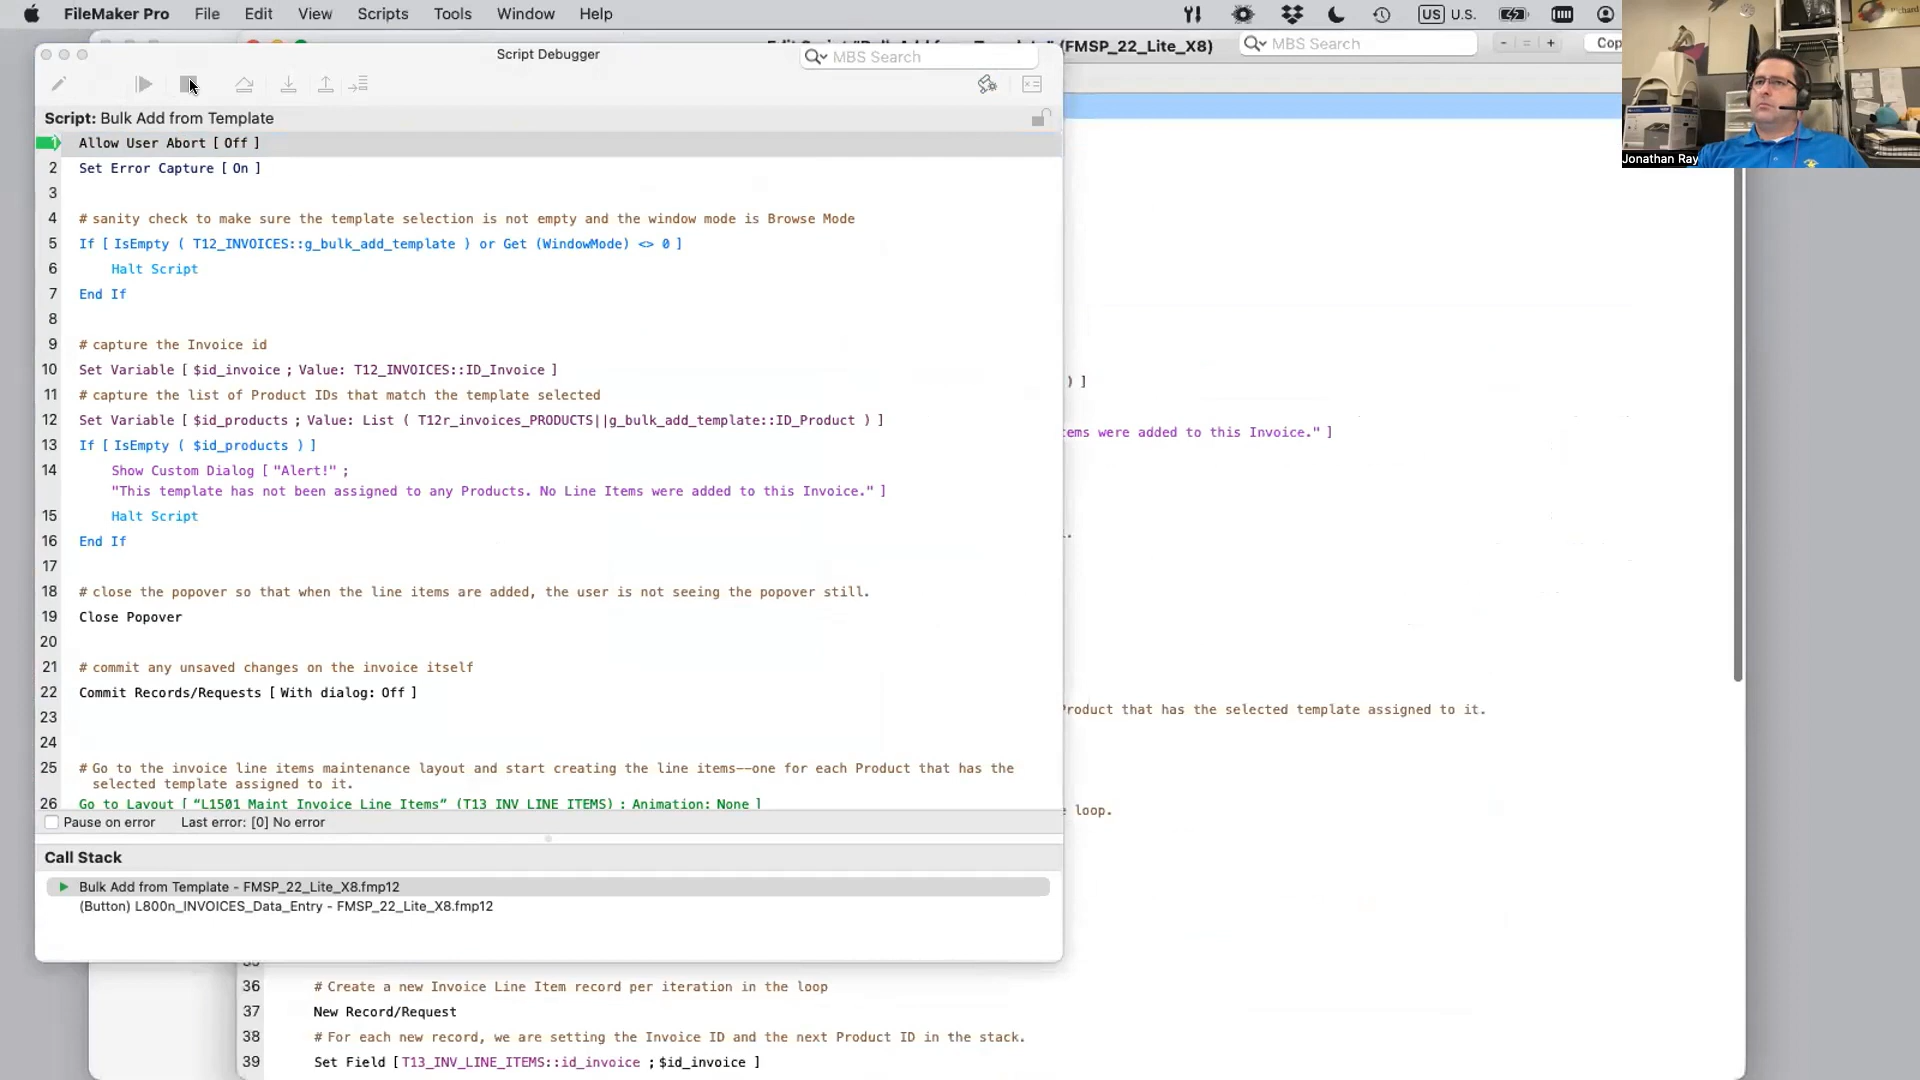 FileMaker Pro File Edit View Scripts Tools Window Help US U.S.
Script Debugger
MBS Search
(FMSP_22_Lite_X8)
MBS Search
- = + Cop
Jonathan Ray
Script: Bulk Add from Template
1 Allow User Abort [ Off ]
2 Set Error Capture [ On ]
3
4 # sanity check to make sure the template selection is not empty and the window mode is Browse Mode
5 If [ IsEmpty ( T12_INVOICES::g_bulk_add_template ) or Get (WindowMode) <> 0 ]
6 Halt Script
7 End If
8
9 # capture the Invoice id
10 Set Variable [ $id_invoice ; Value: T12_INVOICES::ID_Invoice ]
11 # capture the list of Product IDs that match the template selected
12 Set Variable [ $id_products ; Value: List ( T12r_invoices_PRODUCTS||g_bulk_add_template::ID_Product ) ]
13 If [ IsEmpty ( $id_products ) ]
14 Show Custom Dialog [ "Alert!" ;
"This template has not been assigned to any Products. No Line Items were added to this Invoice." ]
15 Halt Script
16 End If
17
18 # close the popover so that when the line items are added, the user is not seeing the popover still.
19 Close Popover
20
21 # commit any unsaved changes on the invoice itself
22 Commit Records/Requests [ With dialog: Off ]
23
24
25 # Go to the invoice line items maintenance layout and start creating the line items--one for each Product that has the
selected template assigned to it.
26 Go to Layout [ “L1501 Maint Invoice Line Items” (T13 INV LINE ITEMS) ; Animation: None ]
Pause on error Last error: [0] No error
Call Stack
Bulk Add from Template - FMSP_22_Lite_X8.fmp12
(Button) L800n_INVOICES_Data_Entry - FMSP_22_Lite_X8.fmp12
) ]
ems were added to this Invoice." ]
.
Product that has the selected template assigned to it.
e loop.
36 # Create a new Invoice Line Item record per iteration in the loop
37 New Record/Request
38 # For each new record, we are setting the Invoice ID and the next Product ID in the stack.
39 Set Field [ T13_INV_LINE_ITEMS::id_invoice ; $id_invoice ]